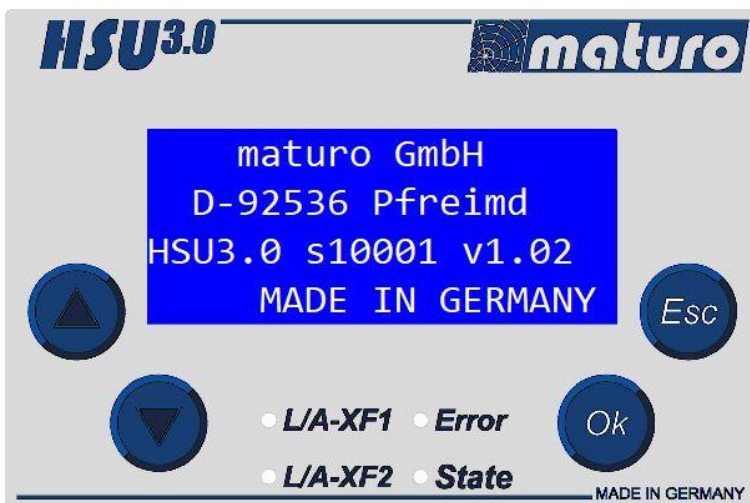 HSU3.0
maturo
maturo GmbH
D-92536 Pfreimd
HSU3.0 s10001 v1.02
MADE IN GERMANY
Esc
L/A-XF1
Error
Ok
L/A-XF2
State
MADE IN GERMANY